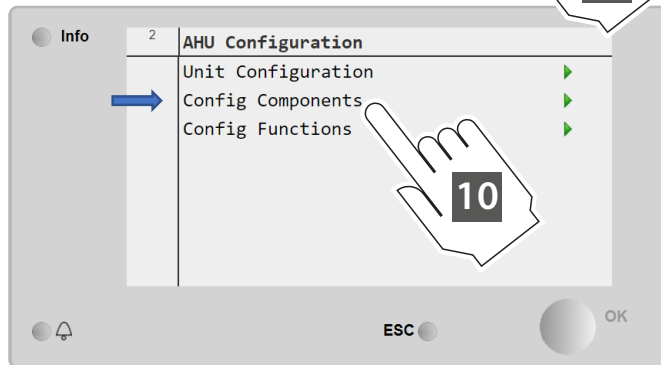 Info
2
AHU Configuration
Unit Configuration
Config Components
Config Functions
10
ESC
OK